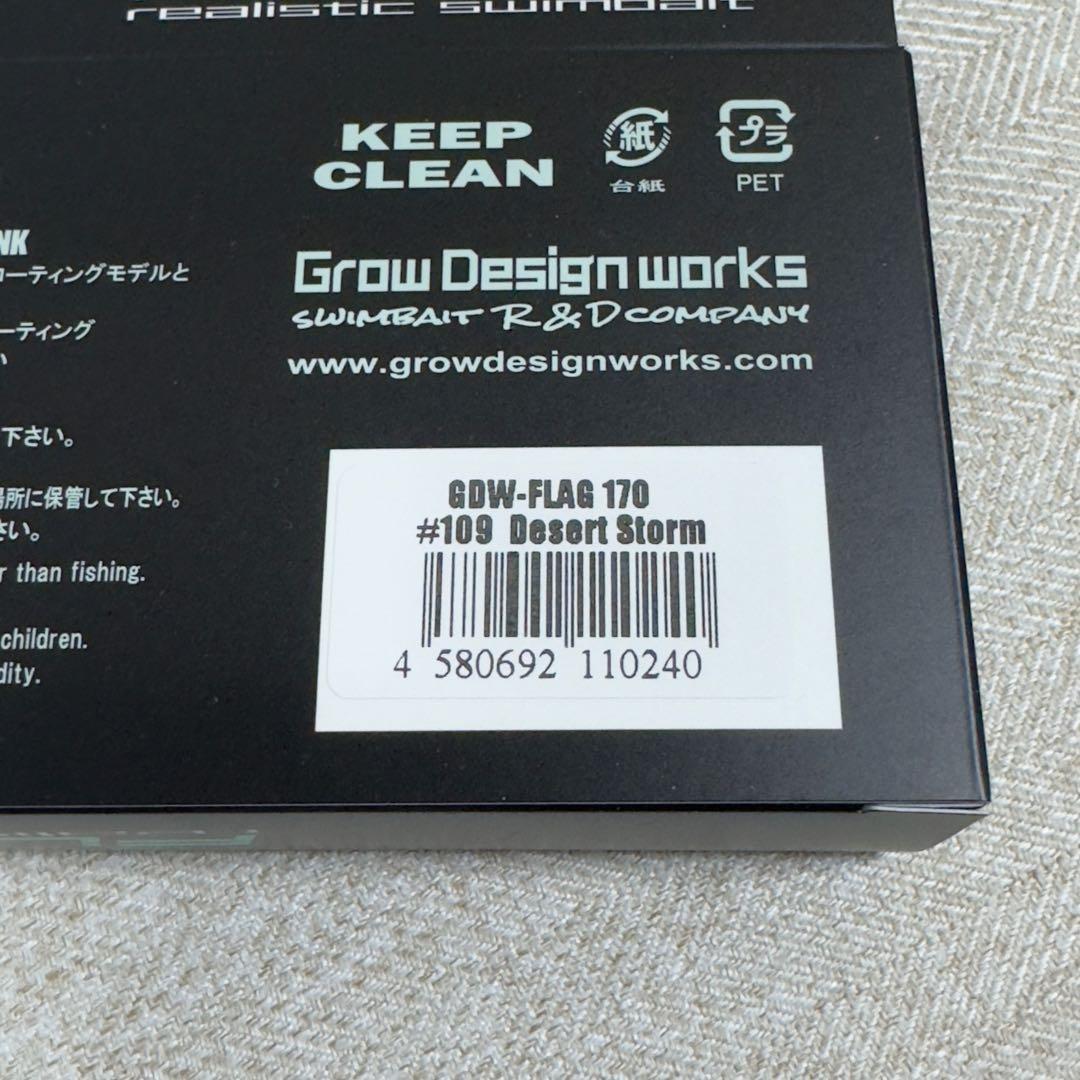 realistic swimbait
KEEP
CLEAN
紙
台紙
プラ
PET
NK
コーティングモデルと
ーティング
い
下さい。
場所に保管して下さい。
さい。
r than fishing.
children.
dity.
Grow Design works
SWIMBAIT R&D COMPANY
www.growdesignworks.com
GDW-FLAG 170
#109 Desert Storm
4 580692 110240